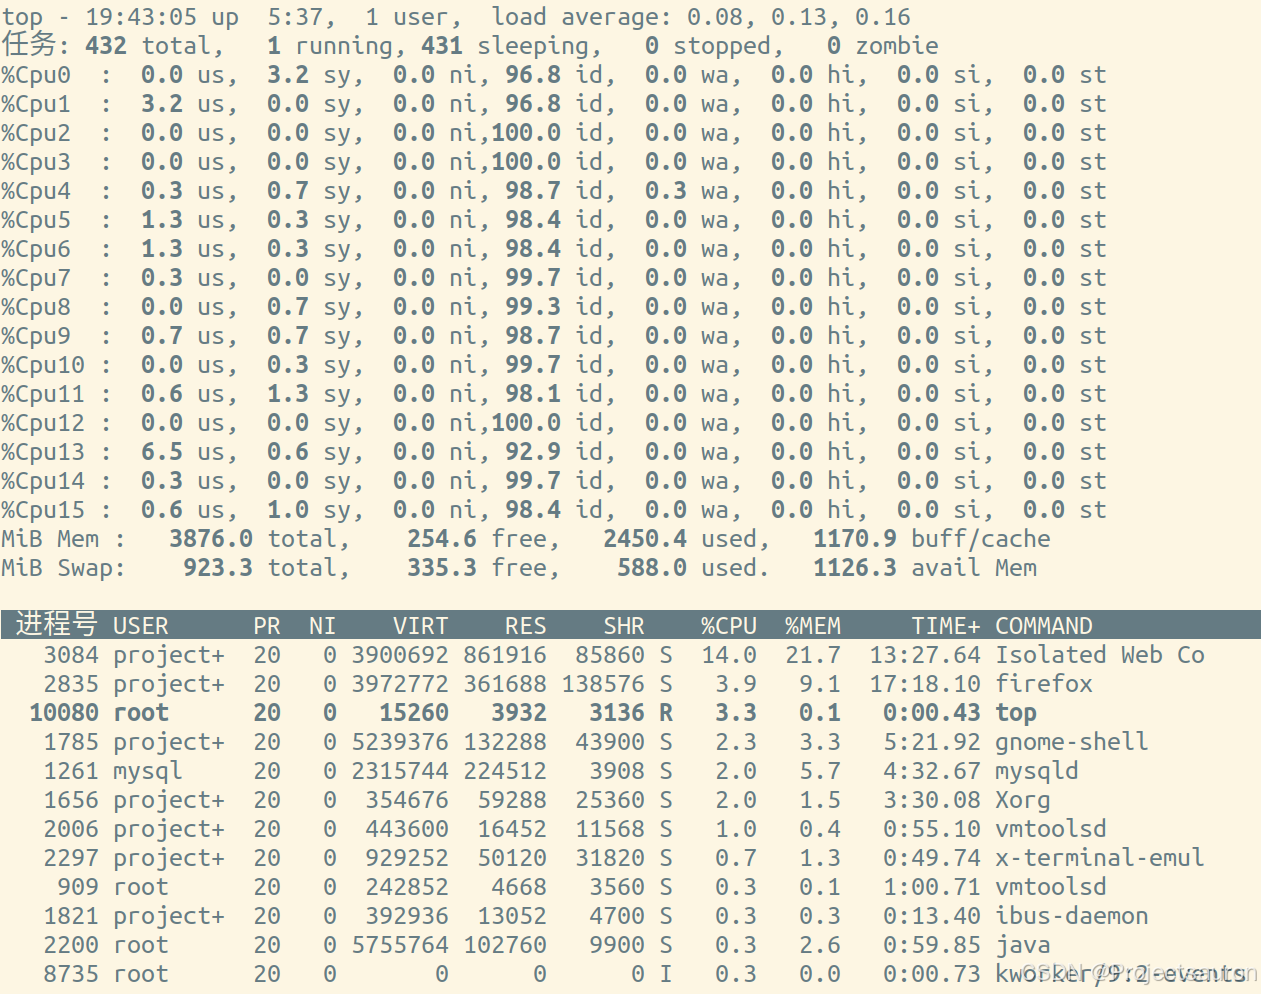 top - 19:43:05 up  5:37,  1 user,  load average: 0.08, 0.13, 0.16
任务: 432 total,   1 running, 431 sleeping,   0 stopped,   0 zombie
%Cpu0  :  0.0 us,  3.2 sy,  0.0 ni, 96.8 id,  0.0 wa,  0.0 hi,  0.0 si,  0.0 st
%Cpu1  :  3.2 us,  0.0 sy,  0.0 ni, 96.8 id,  0.0 wa,  0.0 hi,  0.0 si,  0.0 st
%Cpu2  :  0.0 us,  0.0 sy,  0.0 ni,100.0 id,  0.0 wa,  0.0 hi,  0.0 si,  0.0 st
%Cpu3  :  0.0 us,  0.0 sy,  0.0 ni,100.0 id,  0.0 wa,  0.0 hi,  0.0 si,  0.0 st
%Cpu4  :  0.3 us,  0.7 sy,  0.0 ni, 98.7 id,  0.3 wa,  0.0 hi,  0.0 si,  0.0 st
%Cpu5  :  1.3 us,  0.3 sy,  0.0 ni, 98.4 id,  0.0 wa,  0.0 hi,  0.0 si,  0.0 st
%Cpu6  :  1.3 us,  0.3 sy,  0.0 ni, 98.4 id,  0.0 wa,  0.0 hi,  0.0 si,  0.0 st
%Cpu7  :  0.3 us,  0.0 sy,  0.0 ni, 99.7 id,  0.0 wa,  0.0 hi,  0.0 si,  0.0 st
%Cpu8  :  0.0 us,  0.7 sy,  0.0 ni, 99.3 id,  0.0 wa,  0.0 hi,  0.0 si,  0.0 st
%Cpu9  :  0.7 us,  0.7 sy,  0.0 ni, 98.7 id,  0.0 wa,  0.0 hi,  0.0 si,  0.0 st
%Cpu10 :  0.0 us,  0.3 sy,  0.0 ni, 99.7 id,  0.0 wa,  0.0 hi,  0.0 si,  0.0 st
%Cpu11 :  0.6 us,  1.3 sy,  0.0 ni, 98.1 id,  0.0 wa,  0.0 hi,  0.0 si,  0.0 st
%Cpu12 :  0.0 us,  0.0 sy,  0.0 ni,100.0 id,  0.0 wa,  0.0 hi,  0.0 si,  0.0 st
%Cpu13 :  6.5 us,  0.6 sy,  0.0 ni, 92.9 id,  0.0 wa,  0.0 hi,  0.0 si,  0.0 st
%Cpu14 :  0.3 us,  0.0 sy,  0.0 ni, 99.7 id,  0.0 wa,  0.0 hi,  0.0 si,  0.0 st
%Cpu15 :  0.6 us,  1.0 sy,  0.0 ni, 98.4 id,  0.0 wa,  0.0 hi,  0.0 si,  0.0 st
MiB Mem :   3876.0 total,    254.6 free,   2450.4 used,   1170.9 buff/cache
MiB Swap:    923.3 total,    335.3 free,    588.0 used.   1126.3 avail Mem
进程号 USER      PR  NI    VIRT    RES    SHR    %CPU  %MEM     TIME+ COMMAND
3084 project+  20   0 3900692 861916  85860 S  14.0  21.7  13:27.64 Isolated Web Co
2835 project+  20   0 3972772 361688 138576 S   3.9   9.1  17:18.10 firefox
10080 root      20   0   15260   3932   3136 R   3.3   0.1   0:00.43 top
1785 project+  20   0 5239376 132288  43900 S   2.3   3.3   5:21.92 gnome-shell
1261 mysql     20   0 2315744 224512   3908 S   2.0   5.7   4:32.67 mysqld
1656 project+  20   0  354676  59288  25360 S   2.0   1.5   3:30.08 Xorg
2006 project+  20   0  443600  16452  11568 S   1.0   0.4   0:55.10 vmtoolsd
2297 project+  20   0  929252  50120  31820 S   0.7   1.3   0:49.74 x-terminal-emul
909 root      20   0  242852   4668   3560 S   0.3   0.1   1:00.71 vmtoolsd
1821 project+  20   0  392936  13052   4700 S   0.3   0.3   0:13.40 ibus-daemon
2200 root      20   0 5755764 102760   9900 S   0.3   2.6   0:59.85 java
8735 root      20   0       0      0      0 I   0.3   0.0   0:00.73 kworker/9:2-events
CSDN @Projectsauron